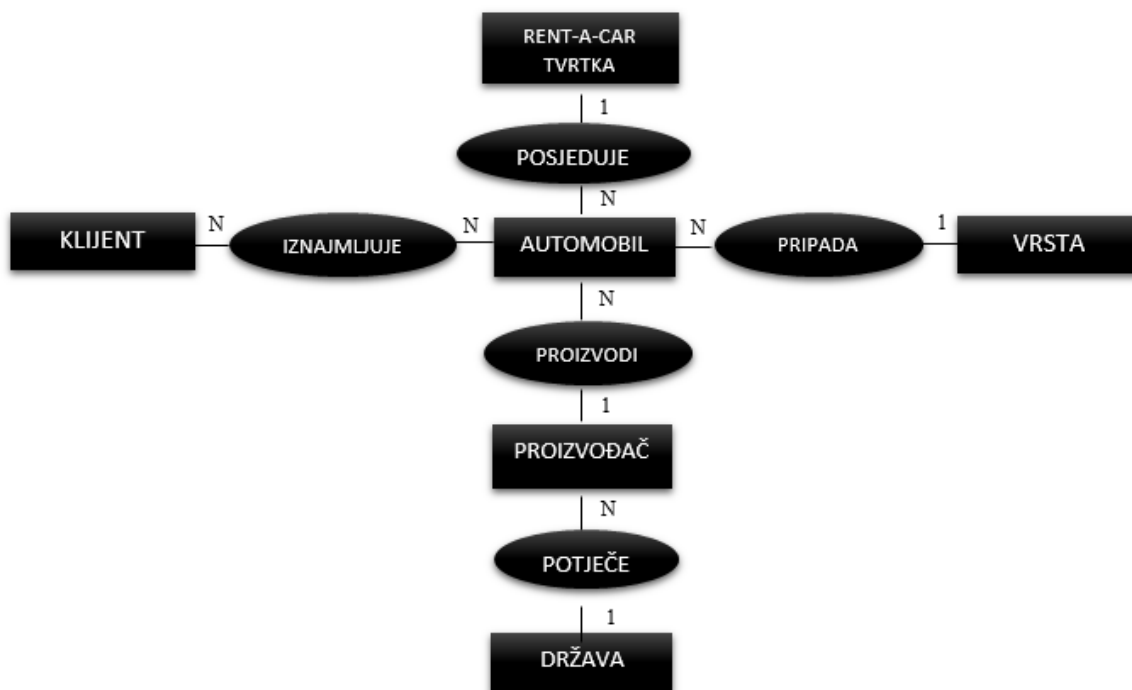 RENT-A-CAR
TVRTKA
1
POSJEDUJE
N
KLIJENT
N
IZNAJMLJUJE
N
AUTOMOBIL
N
PRIPADA
1
VRSTA
N
PROIZVODI
1
PROIZVOĐAČ
N
POTJEČE
1
DRŽAVA